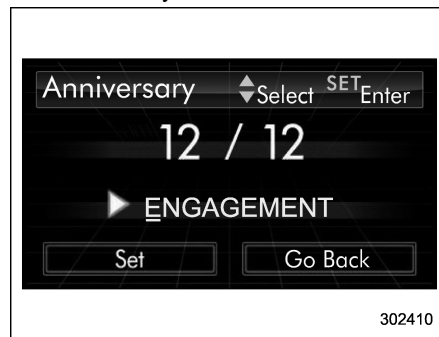 Anniversary Select SET Enter
12 / 12
ENGAGEMENT
Set Go Back
302410